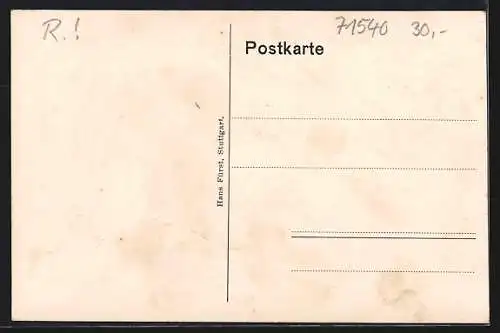 R.!
71540 30,-
Postkarte
Hans Fürst, Stuttgart.